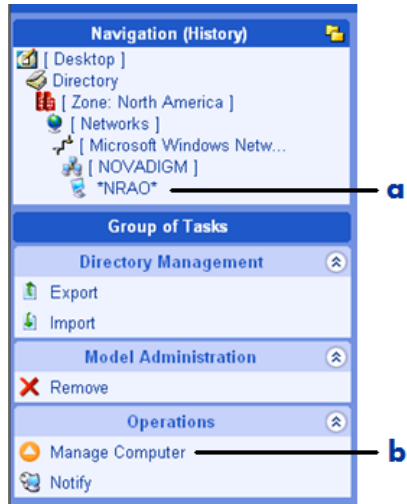 Navigation (History)
[ Desktop ]
Directory
[ Zone: North America ]
[ Networks ]
[ Microsoft Windows Netw...
[ NOVADIGM ]
*NRAO*
a
Group of Tasks
Directory Management
Export
Import
Model Administration
Remove
Operations
Manage Computer
b
Notify